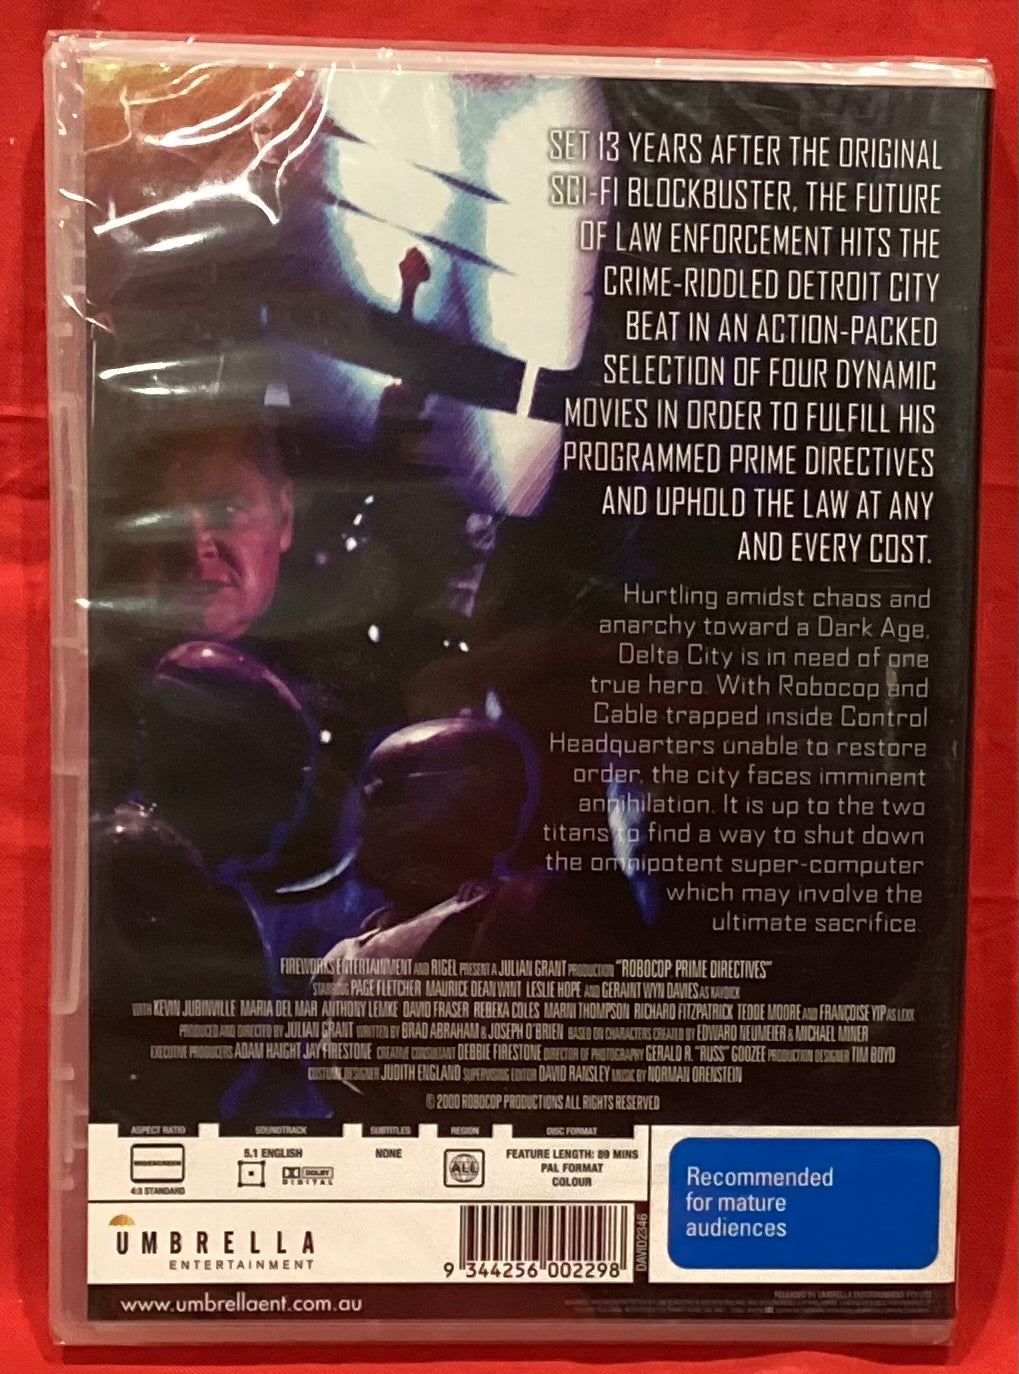 SET 13 YEARS AFTER THE ORIGINAL
SCI-FI BLOCKBUSTER, THE FUTURE
OF LAW ENFORCEMENT HITS THE
CRIME-RIDDLED DETROIT CITY
BEAT IN AN ACTION-PACKED
SELECTION OF FOUR DYNAMIC
MOVIES IN ORDER TO FULFILL HIS
PROGRAMMED PRIME DIRECTIVES
AND UPHOLD THE LAW AT ANY
AND EVERY COST.
Hurtling amidst chaos and
anarchy toward a Dark Age,
Delta City is in need of one
true hero. With Robocop and
Cable trapped inside Control
Headquarters unable to restore
order, the city faces imminent
annihilation. It is up to the two
titans to find a way to shut down
the omnipotent super-computer
which may involve the
ultimate sacrifice.
FIREWORKS ENTERTAINMENT AND RIGEL PRESENT A JULIAN GRANT PRODUCTION "ROBOCOP PRIME DIRECTIVES"
STARRING PAGE FLETCHER MAURICE DEAN WINT LESLIE HOPE AND GERAINT WYN DAVIES AS KAYDICK
WITH KEVIN JUBINVILLE MARIA DEL MAR ANTHONY LEMKE DAVID FRASER REBEKA COLES MARNI THOMPSON RICHARD FITZPATRICK TEDDE MOORE AND FRANÇOISE YIP AS LEXX
PRODUCED AND DIRECTED BY JULIAN GRANT WRITTEN BY BRAD ABRAHAM & JOSEPH O'BRIEN BASED ON CHARACTERS CREATED BY EDWARD NEUMEIER & MICHAEL MINER
EXECUTIVE PRODUCERS ADAM HAIGHT JAY FIRESTONE CREATIVE CONSULTANT DEBBIE FIRESTONE DIRECTOR OF PHOTOGRAPHY GERALD R. "RUSS" GOOZEE PRODUCTION DESIGNER TIM BOYD
COSTUME DESIGNER JUDITH ENGLAND SUPERVISING EDITOR DAVID RANSLEY MUSIC BY NORMAN ORENSTEIN
© 2000 ROBOCOP PRODUCTIONS ALL RIGHTS RESERVED
ASPECT RATIO SOUNDTRACK SUBTITLES REGION DISC FORMAT
WIDESCREEN
4:3 STANDARD
5.1 ENGLISH
DOLBY
DIGITAL
NONE
ALL
FEATURE LENGTH: 89 MINS
PAL FORMAT
COLOUR
Recommended
for mature
audiences
UMBRELLA
ENTERTAINMENT
9 344256 002298
DAVID2346
www.umbrellaent.com.au